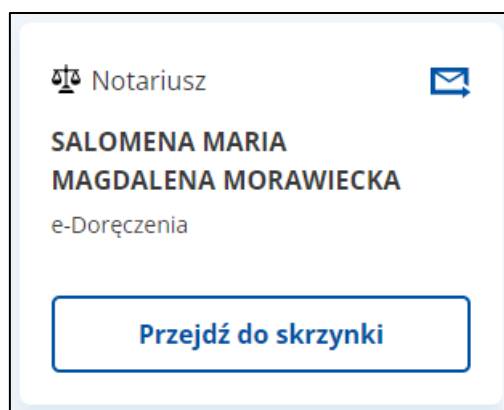 Notariusz
SALOMENA MARIA
MAGDALENA MORAWIECKA
e-Doręczenia
Przejdź do skrzynki